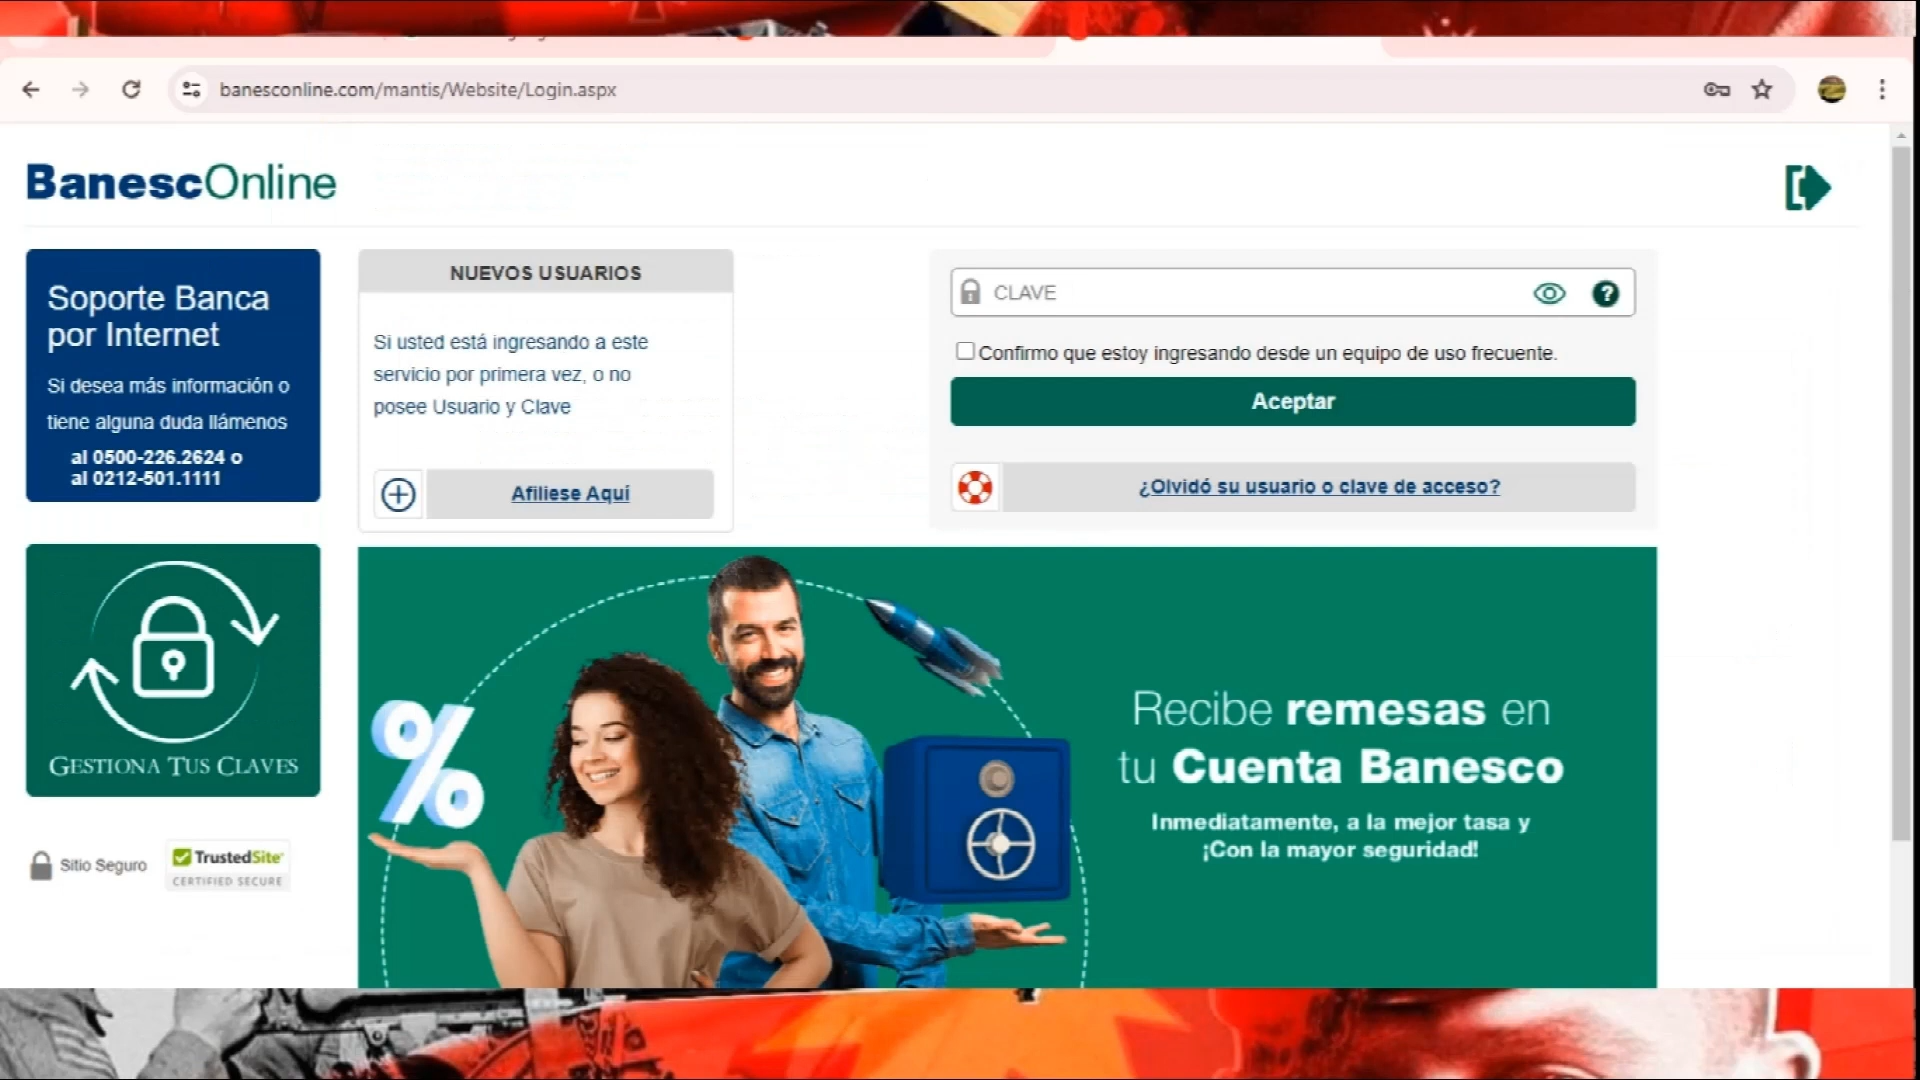 banesconline.com/mantis/Website/Login.aspx
BanescOnline
Soporte Banca
por Internet
Si desea más información o
tiene alguna duda llámenos
al 0500-226.2624 o
al 0212-501.1111
NUEVOS USUARIOS
Si usted está ingresando a este
servicio por primera vez, o no
posee Usuario y Clave
Afiliese Aquí
CLAVE
?
Confirmo que estoy ingresando desde un equipo de uso frecuente.
Aceptar
¿Olvidó su usuario o clave de acceso?
GESTIONA TUS CLAVES
Sitio Seguro
TrustedSite
CERTIFIED SECURE
%
Recibe remesas en
tu Cuenta Banesco
Inmediatamente, a la mejor tasa y
¡Con la mayor seguridad!